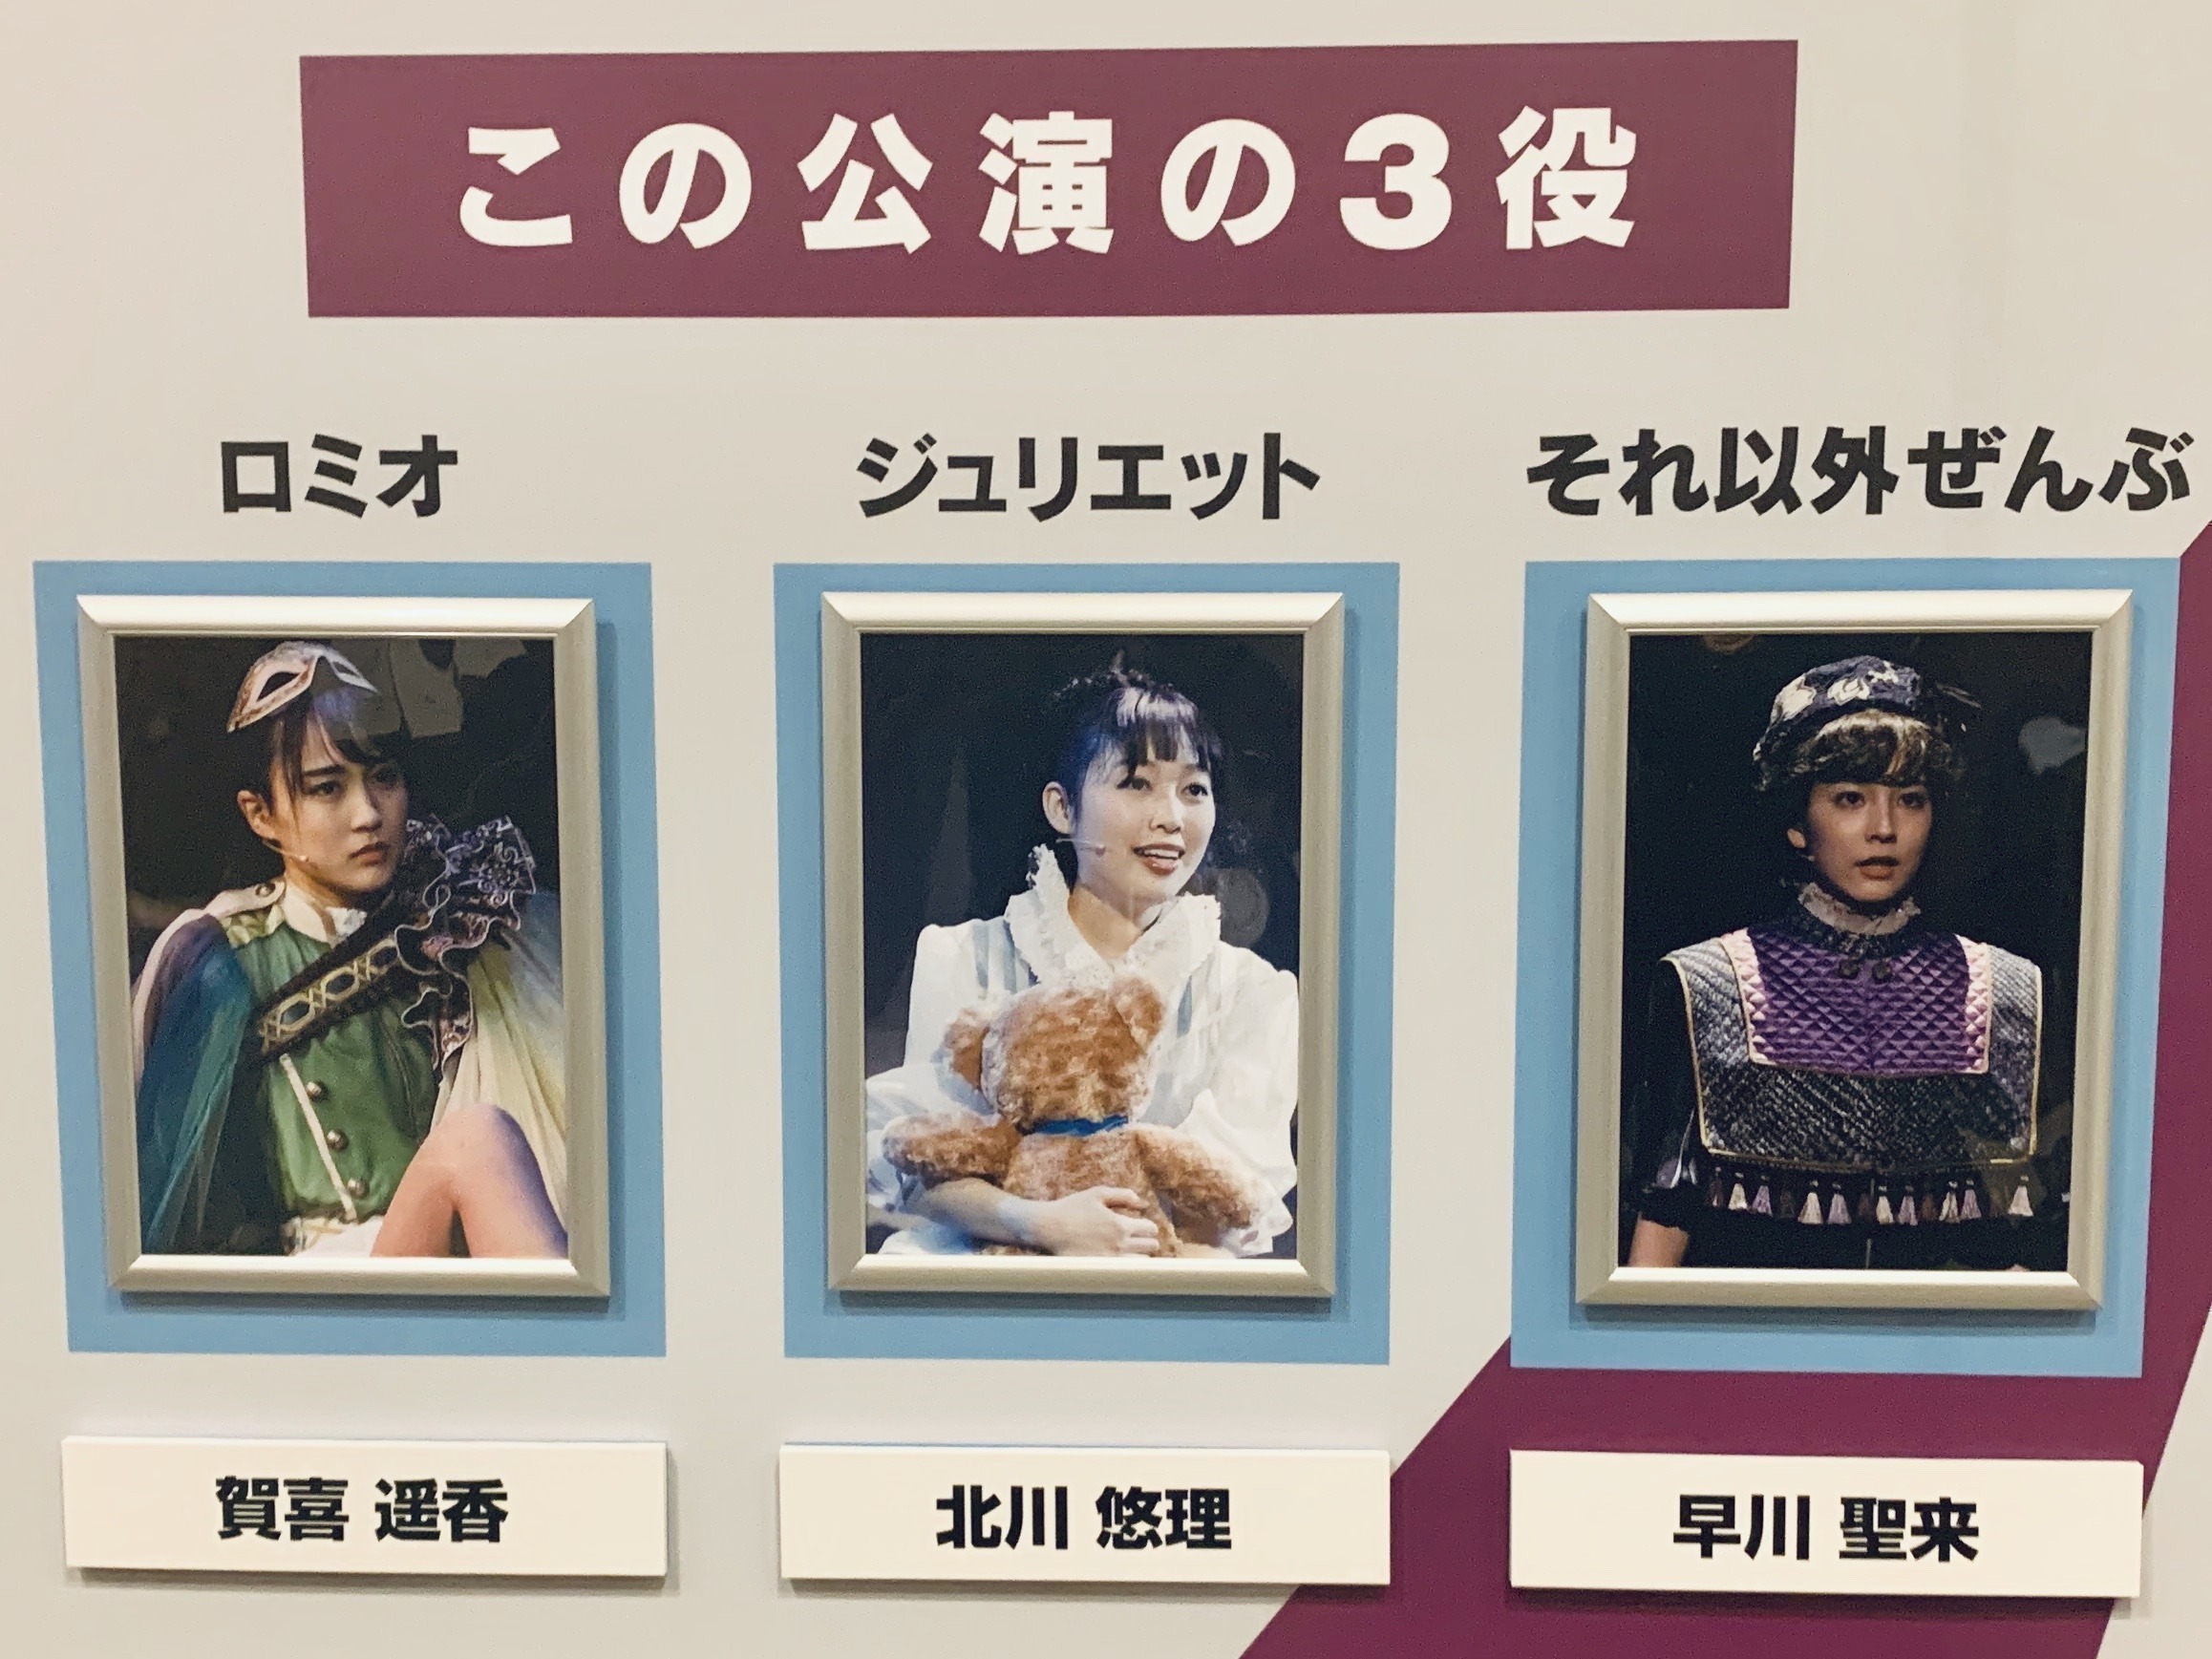 この公演の3役
ロミオ
ジュリエット
それ以外ぜんぶ
賀喜 遥香
北川 悠理
早川 聖来